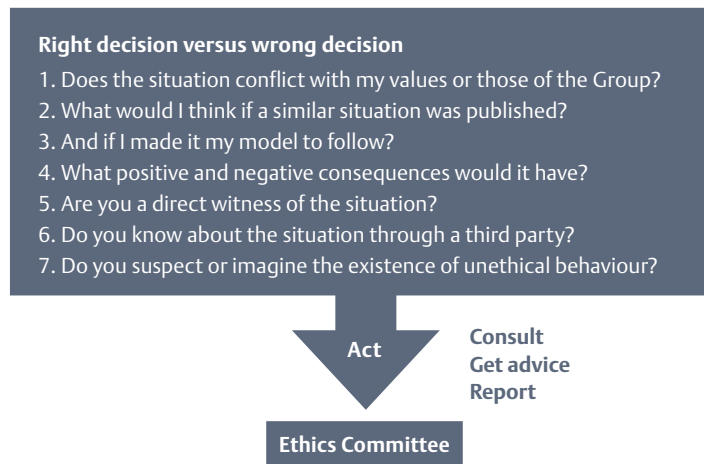 Right decision versus wrong decision
1. Does the situation conflict with my values or those of the Group?
2. What would I think if a similar situation was published?
3. And if I made it my model to follow?
4. What positive and negative consequences would it have?
5. Are you a direct witness of the situation?
6. Do you know about the situation through a third party?
7. Do you suspect or imagine the existence of unethical behaviour?
Act
Consult
Get advice
Report
Ethics Committee